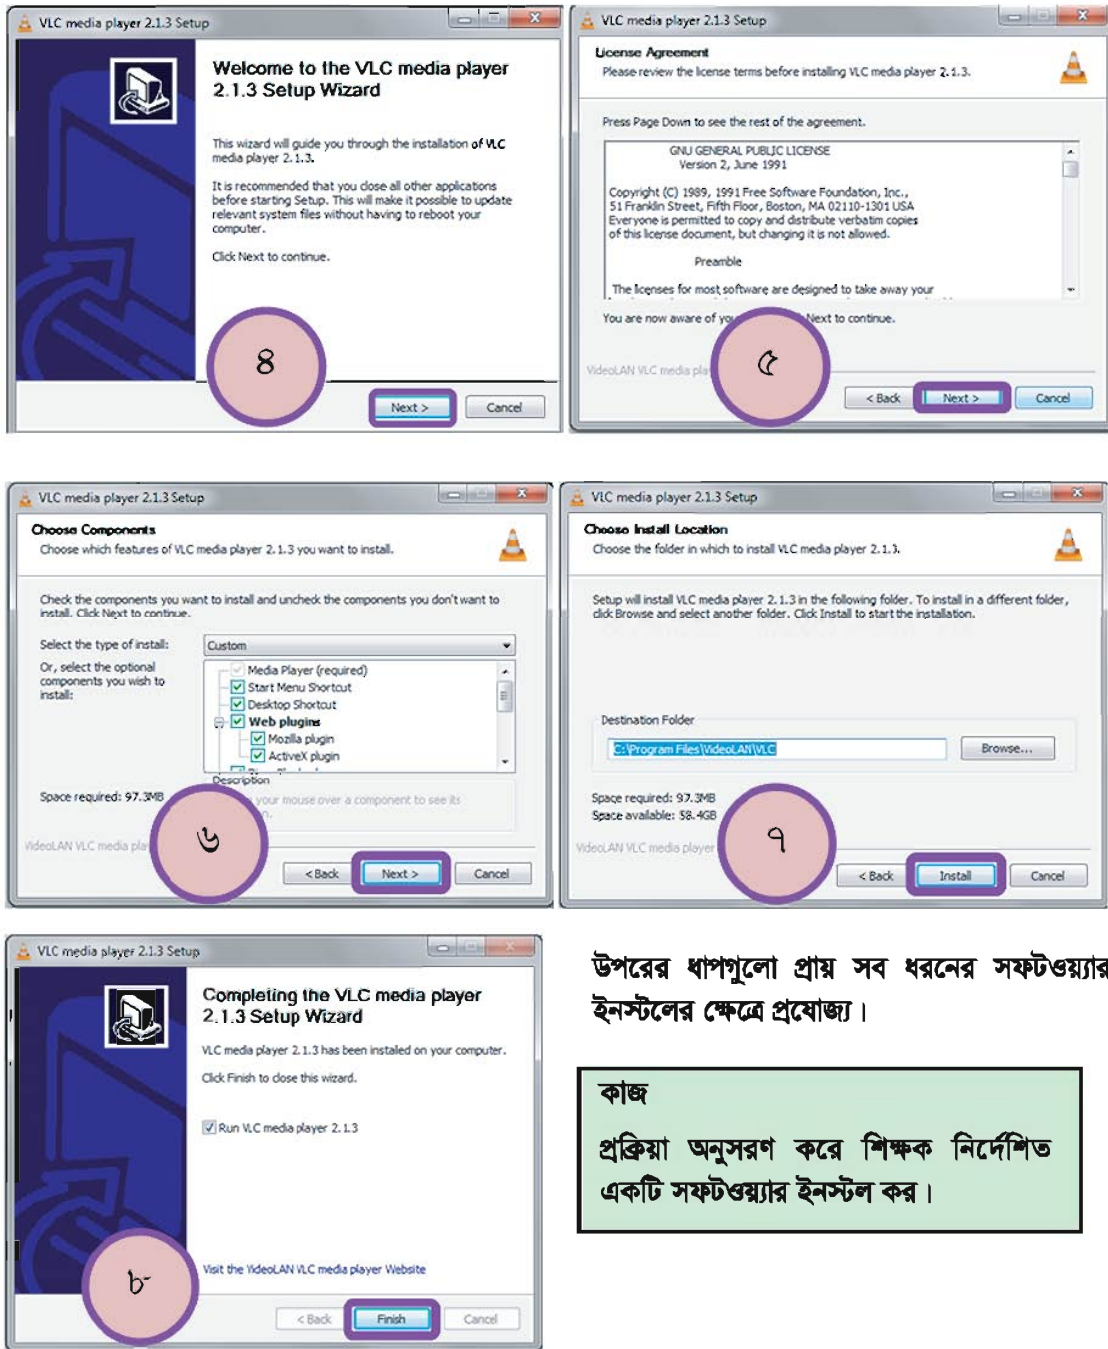 VLC media player 2.1.3 Setup
Welcome to the VLC media player
2.1.3 Setup Wizard
This wizard will guide you through the installation of VLC
media player 2.1.3.
It is recommended that you close all other applications
before starting Setup. This will make it possible to update
relevant system files without having to reboot your
computer.
Click Next to continue.
৪
Next >
Cancel
VLC media player 2.1.3 Setup
License Agreement
Please review the license terms before installing VLC media player 2.1.3.
Press Page Down to see the rest of the agreement.
GNU GENERAL PUBLIC LICENSE
Version 2, June 1991
Copyright (C) 1989, 1991 Free Software Foundation, Inc.,
51 Franklin Street, Fifth Floor, Boston, MA 02110-1301 USA
Everyone is permitted to copy and distribute verbatim copies
of this license document, but changing it is not allowed.
Preamble
The licenses for most software are designed to take away your
You are now aware of you Next to continue.
VideoLAN VLC media pla
৫
< Back
Next >
Cancel
VLC media player 2.1.3 Setup
Choose Components
Choose which features of VLC media player 2.1.3 you want to install.
Check the components you want to install and uncheck the components you don't want to
install. Click Next to continue.
Select the type of install:
Custom
Or, select the optional
components you wish to
install:
Media Player (required)
Start Menu Shortcut
Desktop Shortcut
Web plugins
Mozilla plugin
ActiveX plugin
Description
Space required: 97.3MB
your mouse over a component to see its
VideoLAN VLC media pla
৬
< Back
Next >
Cancel
VLC media player 2.1.3 Setup
Choose Install Location
Choose the folder in which to install VLC media player 2.1.3.
Setup will install VLC media player 2.1.3 in the following folder. To install in a different folder,
click Browse and select another folder. Click Install to start the installation.
Destination Folder
C:\Program Files\VideoLAN\VLC
Browse...
Space required: 97.3MB
Space available: 58.4GB
VideoLAN VLC media player
৭
< Back
Install
Cancel
VLC media player 2.1.3 Setup
Completing the VLC media player
2.1.3 Setup Wizard
VLC media player 2.1.3 has been instaled on your computer.
Click Finish to close this wizard.
Run VLC media player 2.1.3
Visit the VideoLAN VLC media player Website
৮
< Back
Finish
Cancel
উপরের ধাপগুলো প্রায় সব ধরনের সফটওয়্যার
ইনস্টলের ক্ষেত্রে প্রযোজ্য।
কাজ
প্রক্রিয়া অনুসরণ করে শিক্ষক নির্দেশিত
একটি সফটওয়্যার ইনস্টল কর।